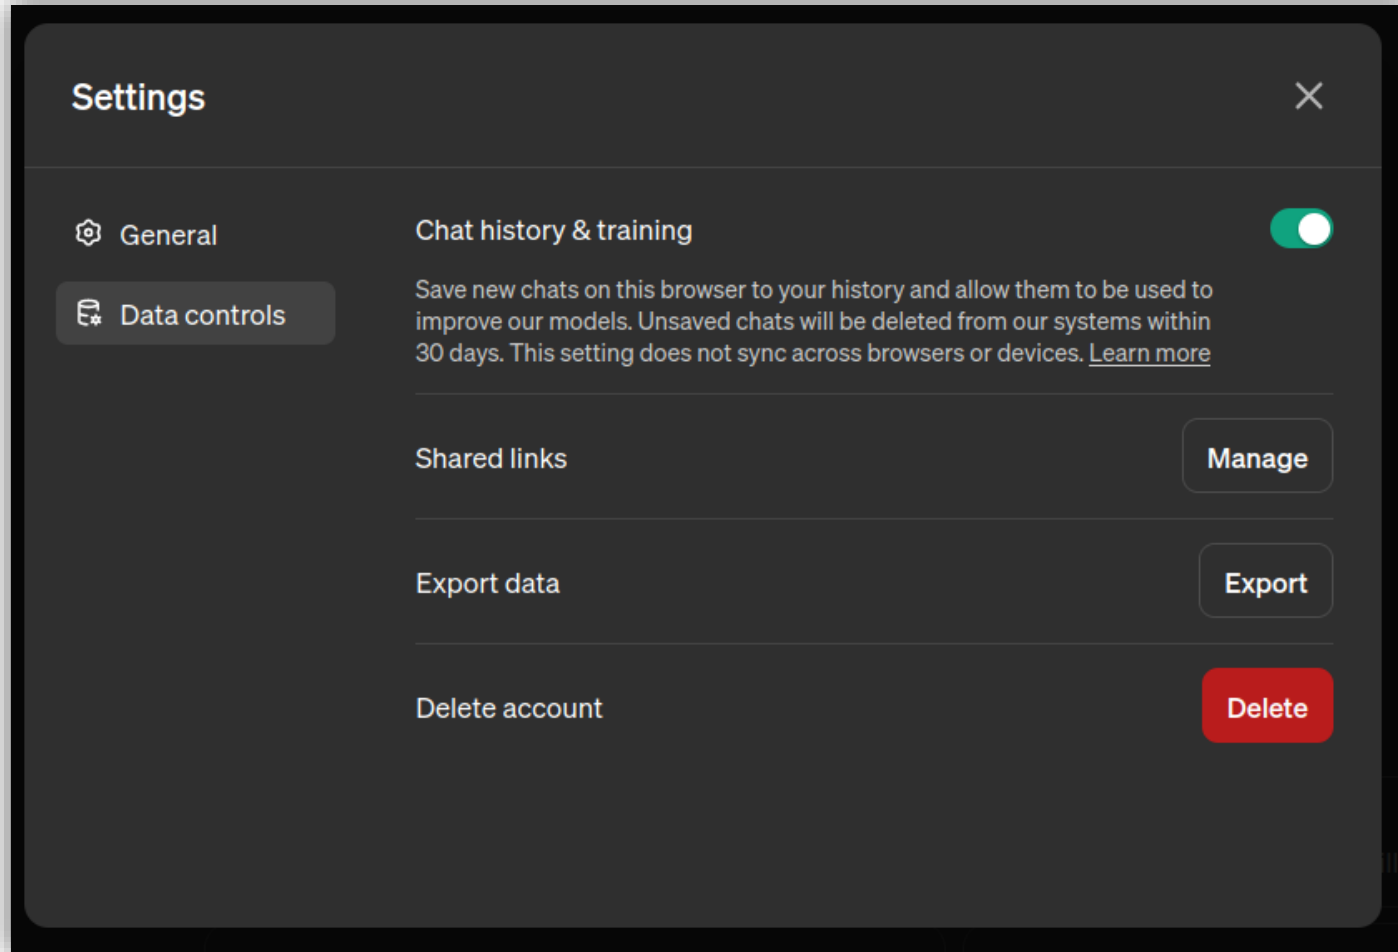 Settings
General
Data controls
Chat history & training
Save new chats on this browser to your history and allow them to be used to
improve our models. Unsaved chats will be deleted from our systems within
30 days. This setting does not sync across browsers or devices. Learn more
Shared links
Manage
Export data
Export
Delete account
Delete